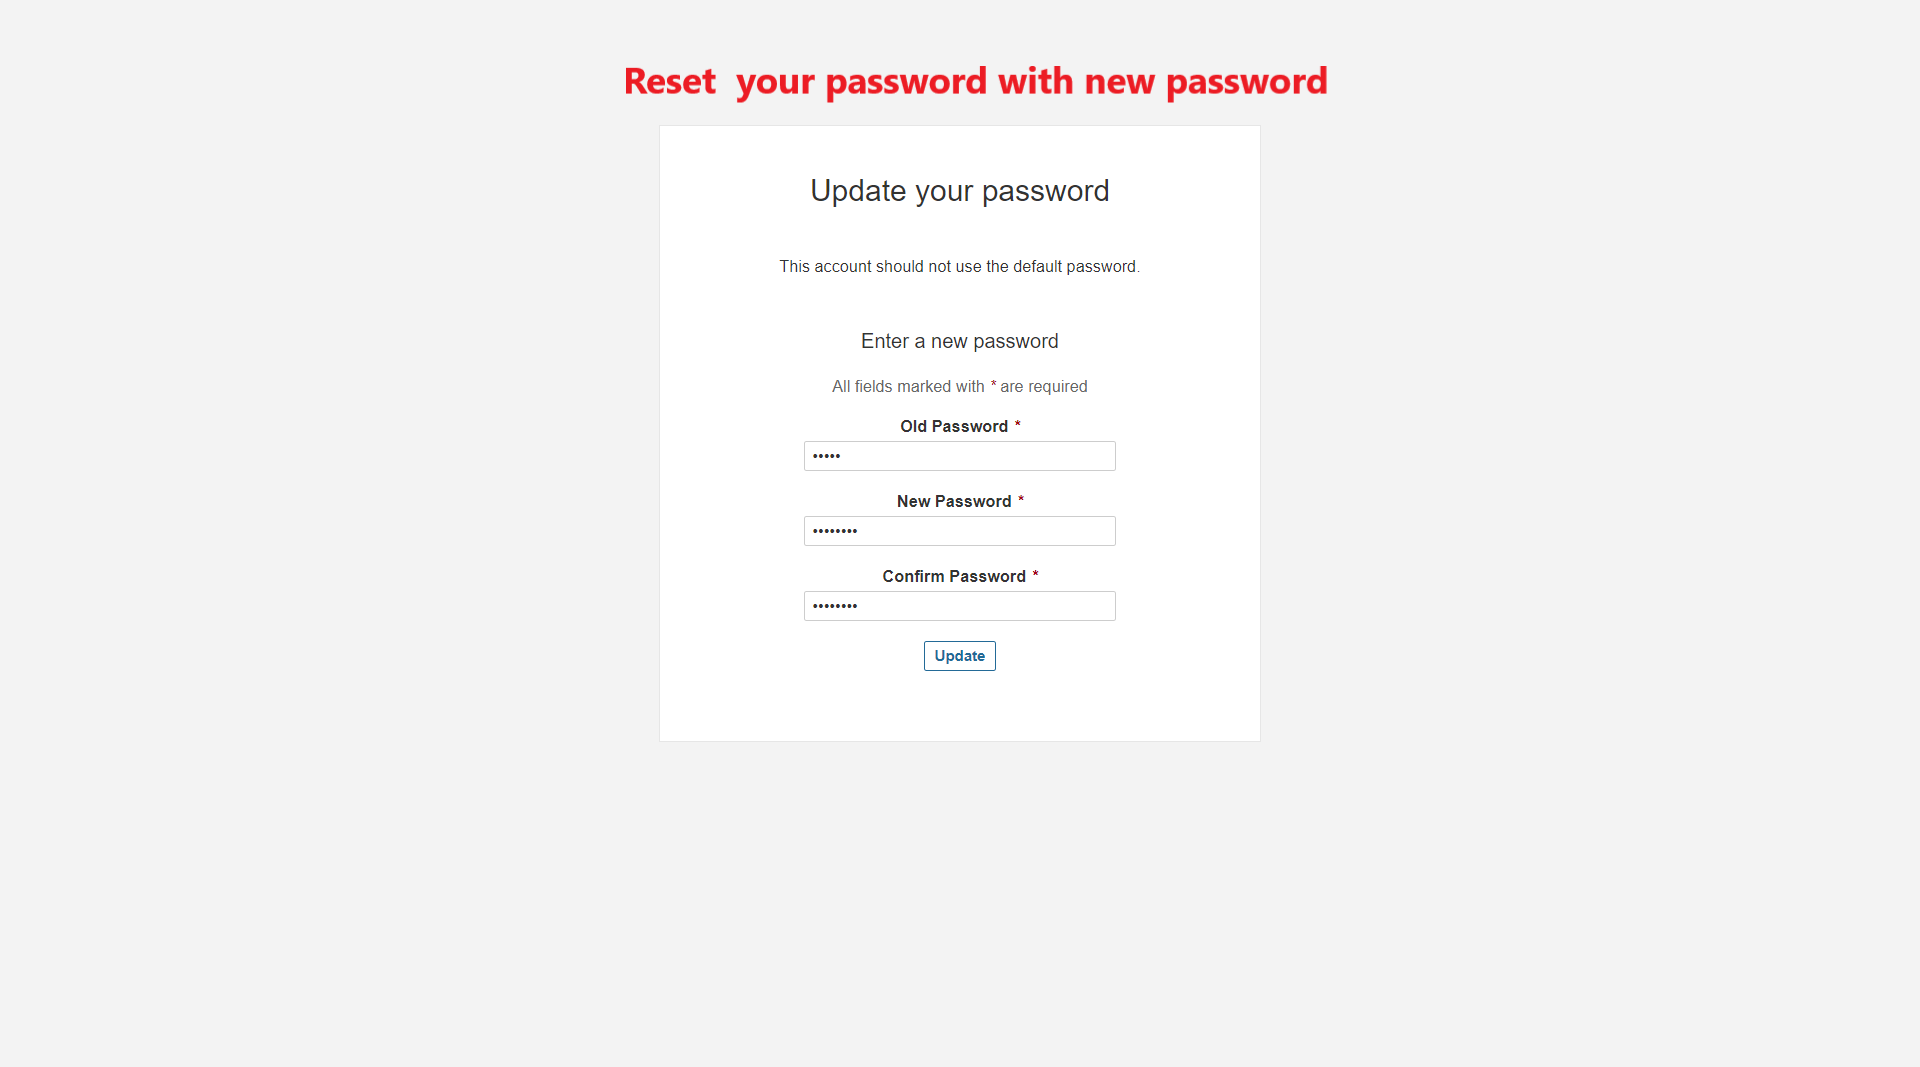 Reset  your password with new password
Update your password
This account should not use the default password.
Enter a new password
All fields marked with * are required
Old Password *
•••••
New Password *
••••••••
Confirm Password *
••••••••
Update